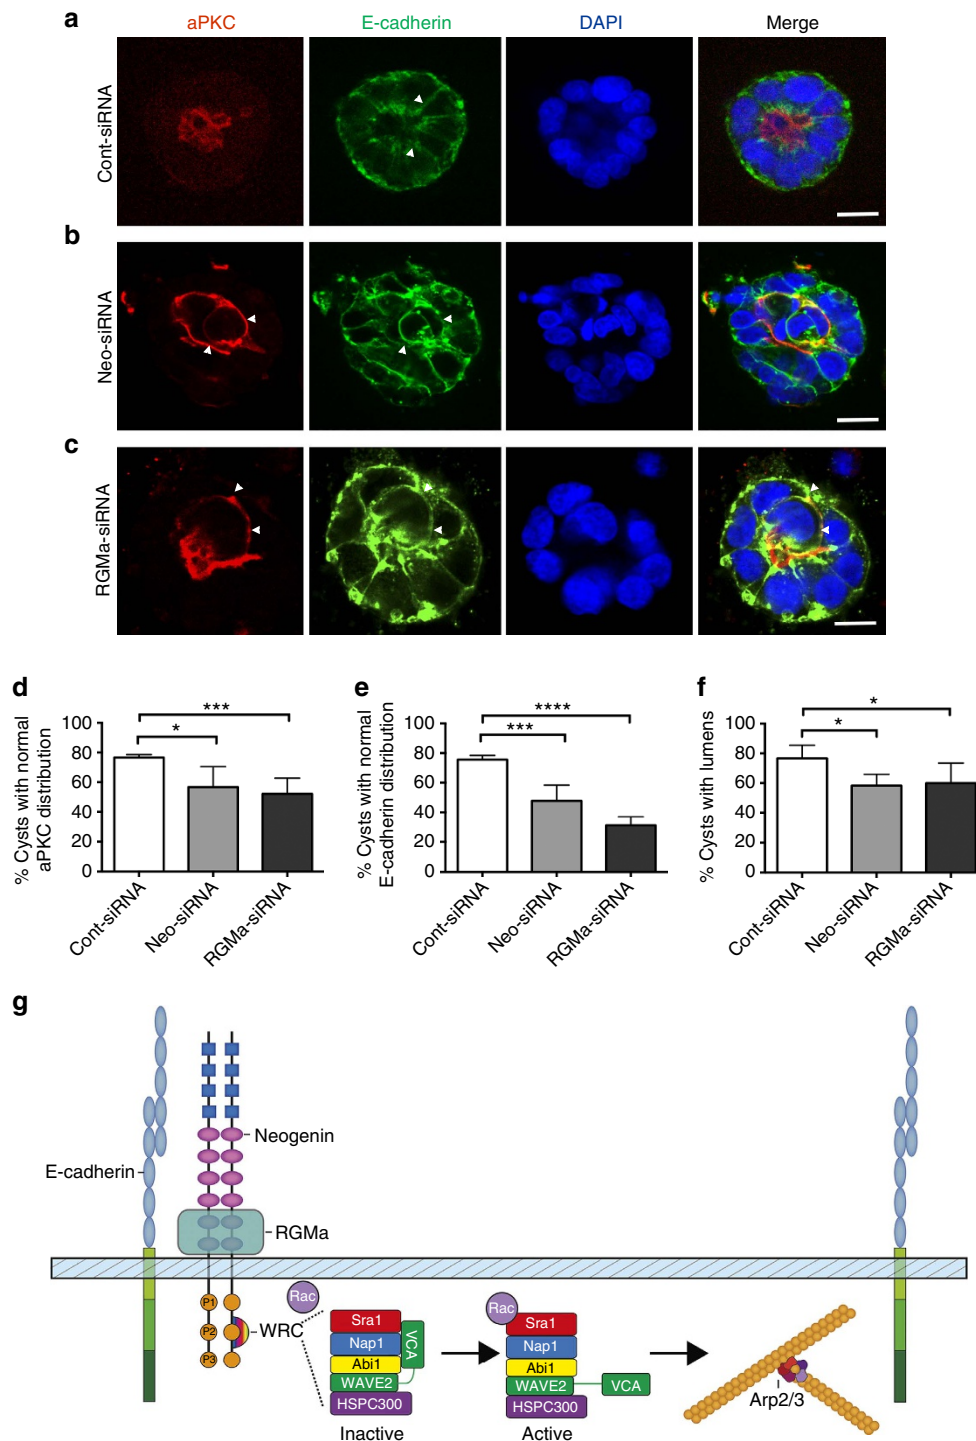 a
aPKC
E-cadherin
DAPI
Merge
Cont-siRNA
b
Neo-siRNA
c
RGMa-siRNA
d
% Cysts with normal
aPKC distribution
100
80
60
40
20
0
***
*
Cont-siRNA
Neo-siRNA
RGMa-siRNA
e
% Cysts with normal
E-cadherin distribution
100
80
60
40
20
0
****
***
Cont-siRNA
Neo-siRNA
RGMa-siRNA
f
% Cysts with lumens
100
80
60
40
20
0
*
*
Cont-siRNA
Neo-siRNA
RGMa-siRNA
g
Neogenin
E-cadherin
RGMa
P1
P2
P3
WRC
Rac
Sra1
Nap1
Abi1
WAVE2
HSPC300
VCA
Inactive
Rac
Sra1
Nap1
Abi1
WAVE2
HSPC300
VCA
Active
Arp2/3